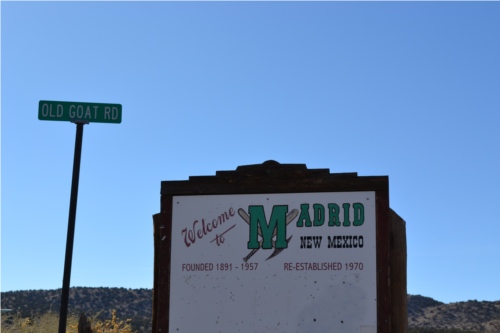 OLD GOAT RD
Welcome
to
MADRID
NEW MEXICO
FOUNDED 1891 - 1957 RE-ESTABLISHED 1970